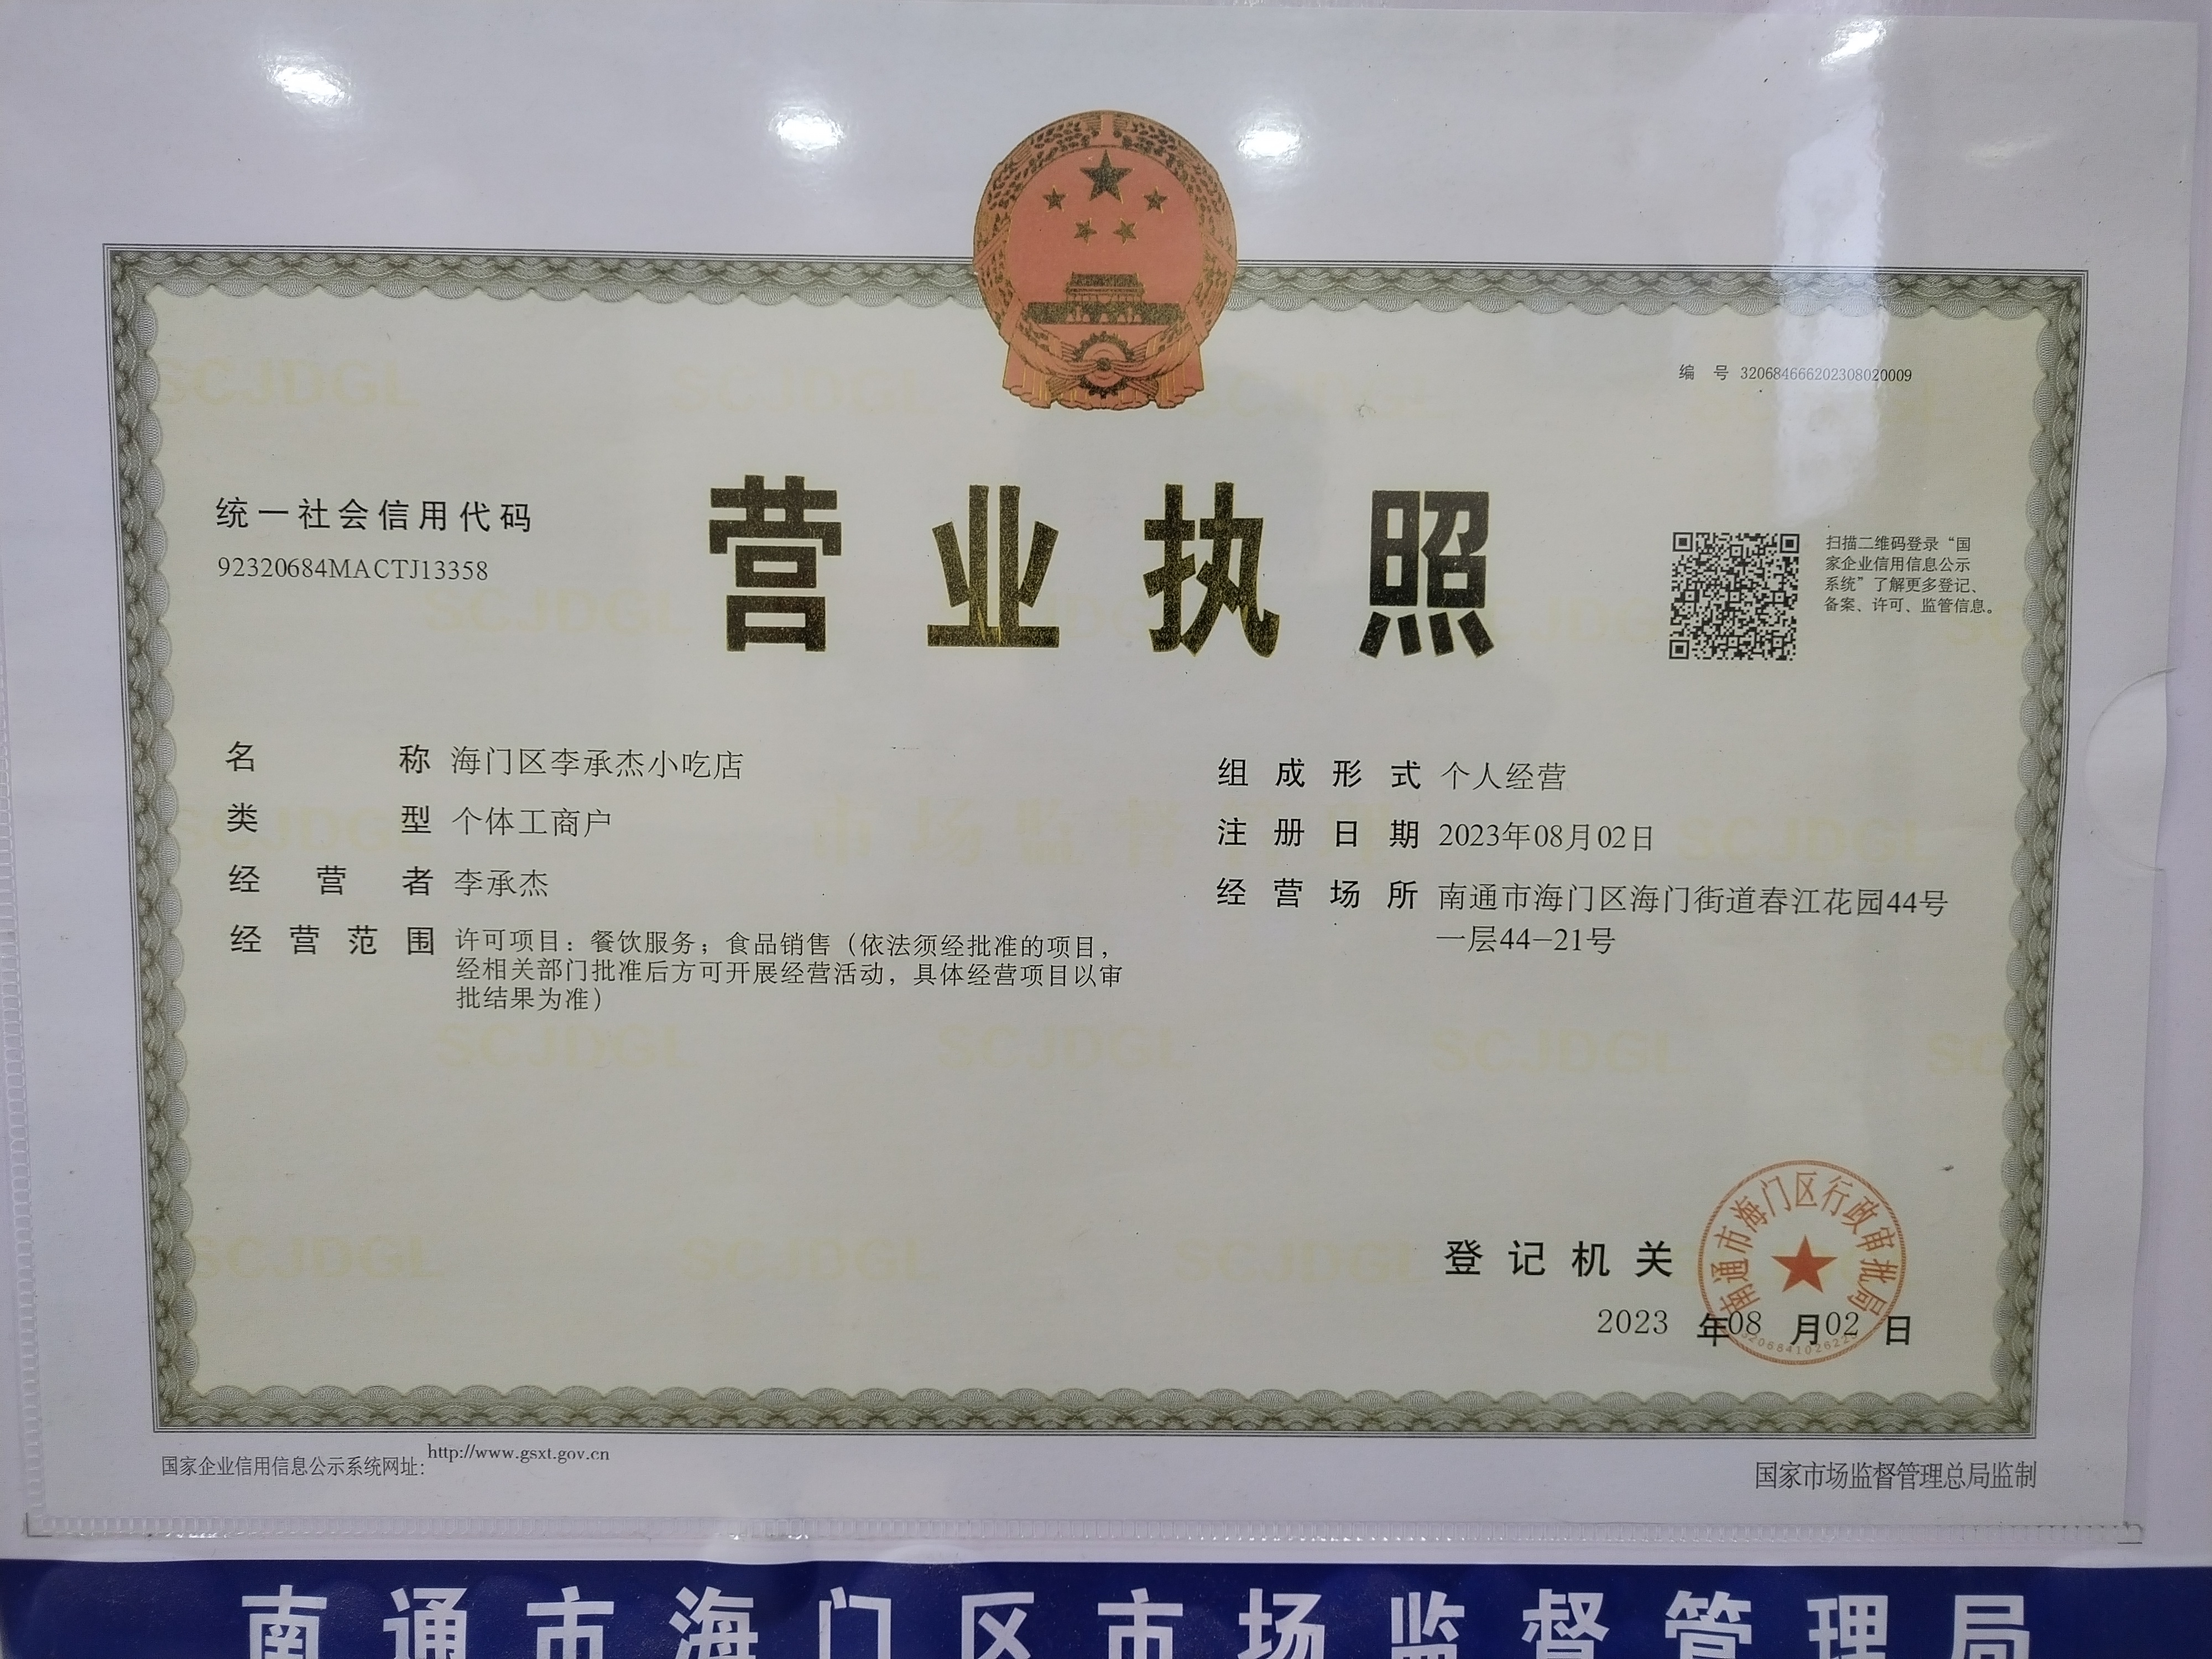 编 号 320684666202308020009
统一社会信用代码
92320684MACTJ13358
营业执照
扫描二维码登录“国
家企业信用信息公示
系统”了解更多登记、
备案、许可、监管信息。
名 称 海门区李承杰小吃店
类 型 个体工商户
经 营 者 李承杰
经 营 范 围 许可项目：餐饮服务；食品销售（依法须经批准的项目，
经相关部门批准后方可开展经营活动，具体经营项目以审
批结果为准）
组 成 形 式 个人经营
注 册 日 期 2023年08月02日
经 营 场 所 南通市海门区海门街道春江花园44号
一层44-21号
登 记 机 关
南通市海门区行政审批局
2023 年08 月02 日
国家企业信用信息公示系统网址：http://www.gsxt.gov.cn
国家市场监督管理总局监制
南通市海门区市场监督管理局
SCJDGL